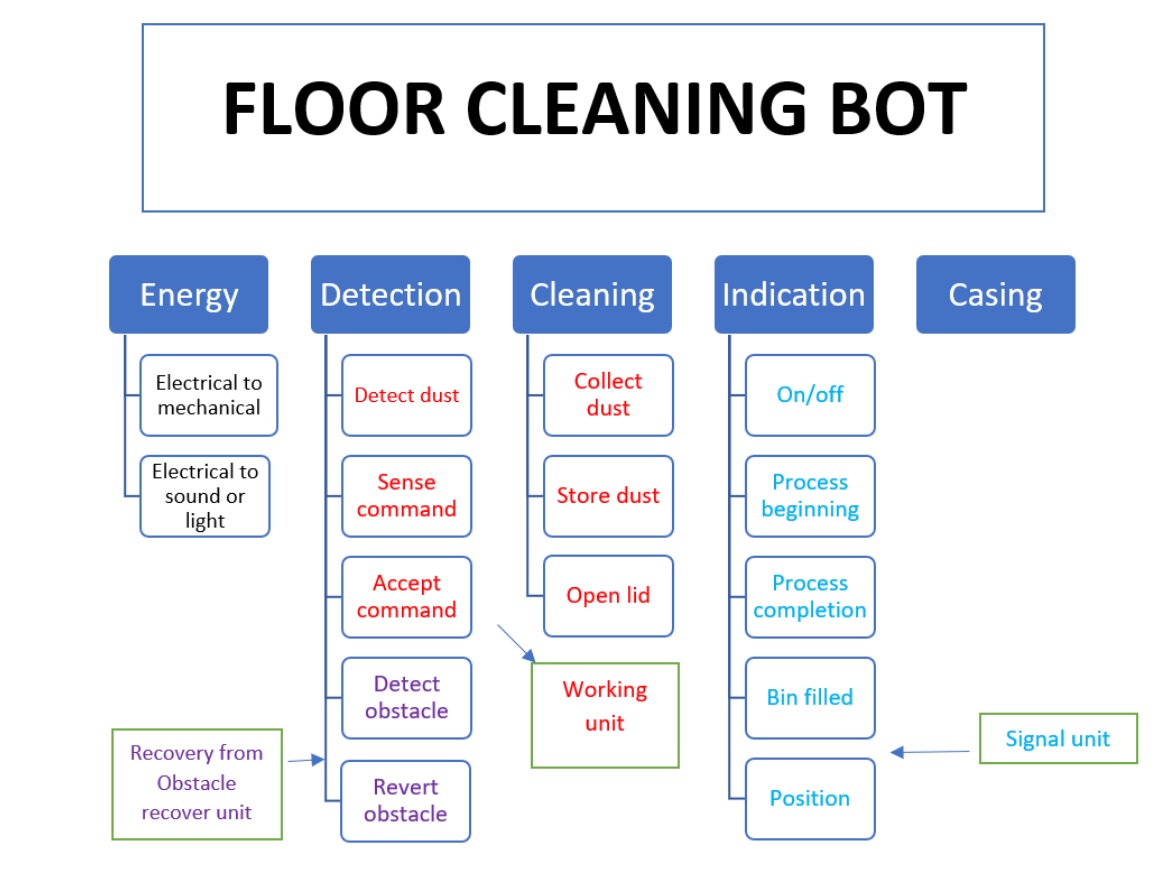 FLOOR CLEANING BOT
Energy
Electrical to
mechanical
Electrical to
sound or
light
Detection
Detect dust
Sense
command
Accept
command
Detect
obstacle
Revert
obstacle
Recovery from
Obstacle
recover unit
Cleaning
Collect
dust
Store dust
Open lid
Working
unit
Indication
On/off
Process
beginning
Process
completion
Bin filled
Position
Signal unit
Casing